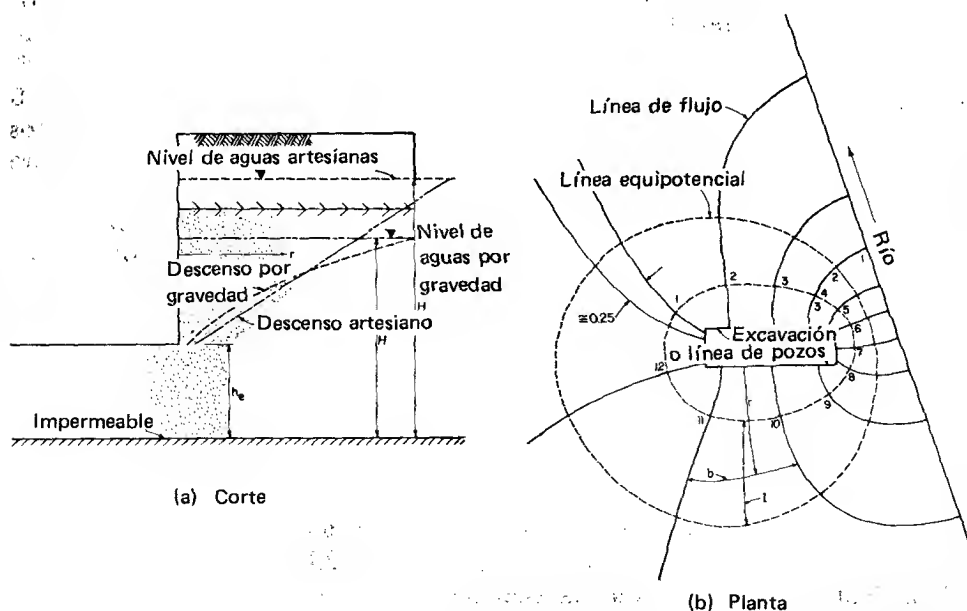 Nivel de aguas artesianas
Nivel de
aguas por
gravedad
r
Descenso por
gravedad
Descenso artesiano
H
H
he
Impermeable
(a) Corte
Línea de flujo
Línea equipotencial
Río
1
2
3
4
3
5
6
7
8
9
10
11
12
1
2
≅0.25
Excavación
o línea de pozos
r
b
l
(b) Planta